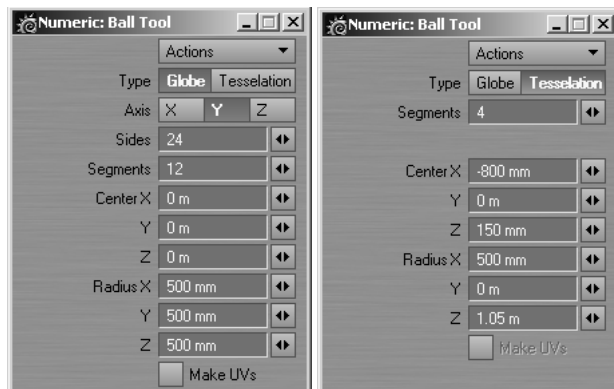 Numeric: Ball Tool
Actions
Type Globe Tesselation
Axis X Y Z
Sides 24
Segments 12
Center X 0 m
Y 0 m
Z 0 m
Radius X 500 mm
Y 500 mm
Z 500 mm
Make UVs
Numeric: Ball Tool
Actions
Type Globe Tesselation
Segments 4
Center X -800 mm
Y 0 m
Z 150 mm
Radius X 500 mm
Y 0 m
Z 1.05 m
Make UVs